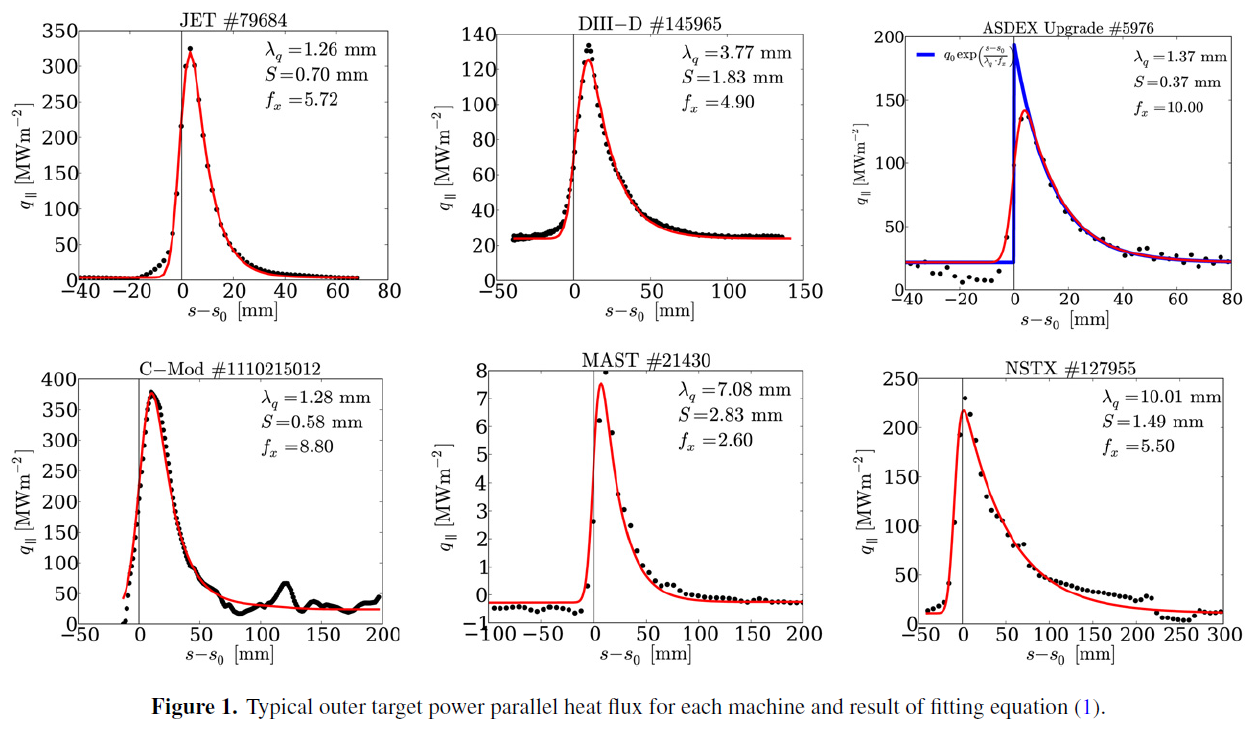 JET #79684
λq =1.26 mm
S=0.70 mm
fx =5.72
350
300
250
200
150
100
50
0
q∥ [MWm−2]
−40 −20 0 20 40 60 80
s−s0 [mm]
DIII−D #145965
λq =3.77 mm
S=1.83 mm
fx =4.90
140
120
100
80
60
40
20
0
q∥ [MWm−2]
−50 0 50 100 150
s−s0 [mm]
ASDEX Upgrade #5976
q0 exp(s−s0/λq·fx)
λq =1.37 mm
S=0.37 mm
fx =10.00
200
150
100
50
0
q∥ [MWm−2]
−40 −20 0 20 40 60 80
s−s0 [mm]
C−Mod #1110215012
λq =1.28 mm
S=0.58 mm
fx =8.80
400
350
300
250
200
150
100
50
0
q∥ [MWm−2]
−50 0 50 100 150 200
s−s0 [mm]
MAST #21430
λq =7.08 mm
S=2.83 mm
fx =2.60
8
7
6
5
4
3
2
1
0
−1
q∥ [MWm−2]
−100 −50 0 50 100 150 200
s−s0 [mm]
NSTX #127955
λq =10.01 mm
S=1.49 mm
fx =5.50
250
200
150
100
50
0
q∥ [MWm−2]
−50 0 50 100 150 200 250 300
s−s0 [mm]
Figure 1. Typical outer target power parallel heat flux for each machine and result of fitting equation (1).